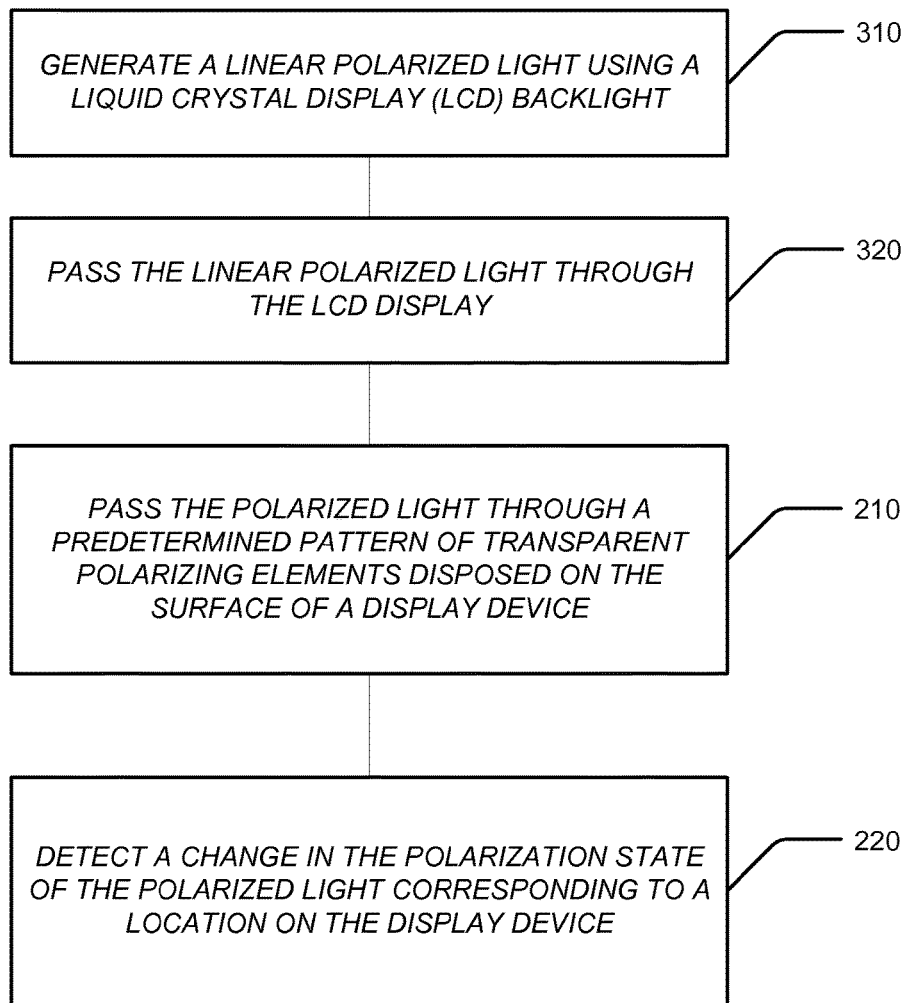 310
GENERATE A LINEAR POLARIZED LIGHT USING A
LIQUID CRYSTAL DISPLAY (LCD) BACKLIGHT
320
PASS THE LINEAR POLARIZED LIGHT THROUGH
THE LCD DISPLAY
210
PASS THE POLARIZED LIGHT THROUGH A
PREDETERMINED PATTERN OF TRANSPARENT
POLARIZING ELEMENTS DISPOSED ON THE
SURFACE OF A DISPLAY DEVICE
220
DETECT A CHANGE IN THE POLARIZATION STATE
OF THE POLARIZED LIGHT CORRESPONDING TO A
LOCATION ON THE DISPLAY DEVICE